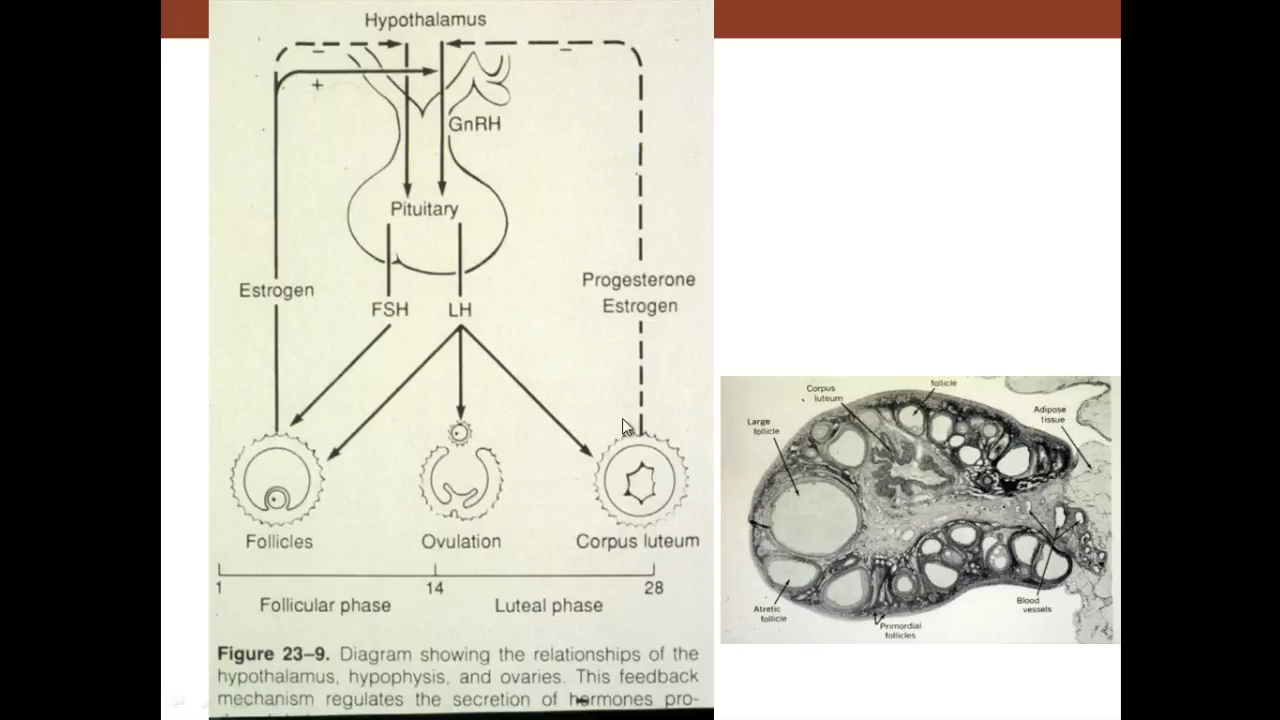 Hypothalamus
−
−
+
GnRH
Pituitary
Estrogen
Progesterone
Estrogen
FSH
LH
Follicles
Ovulation
Corpus luteum
1
14
28
Follicular phase
Luteal phase
Figure 23–9. Diagram showing the relationships of the
hypothalamus, hypophysis, and ovaries. This feedback
mechanism regulates the secretion of hormones pro-
follicle
Corpus
luteum
Adipose
tissue
Large
follicle
Atretic
follicle
Primordial
follicles
Blood
vessels